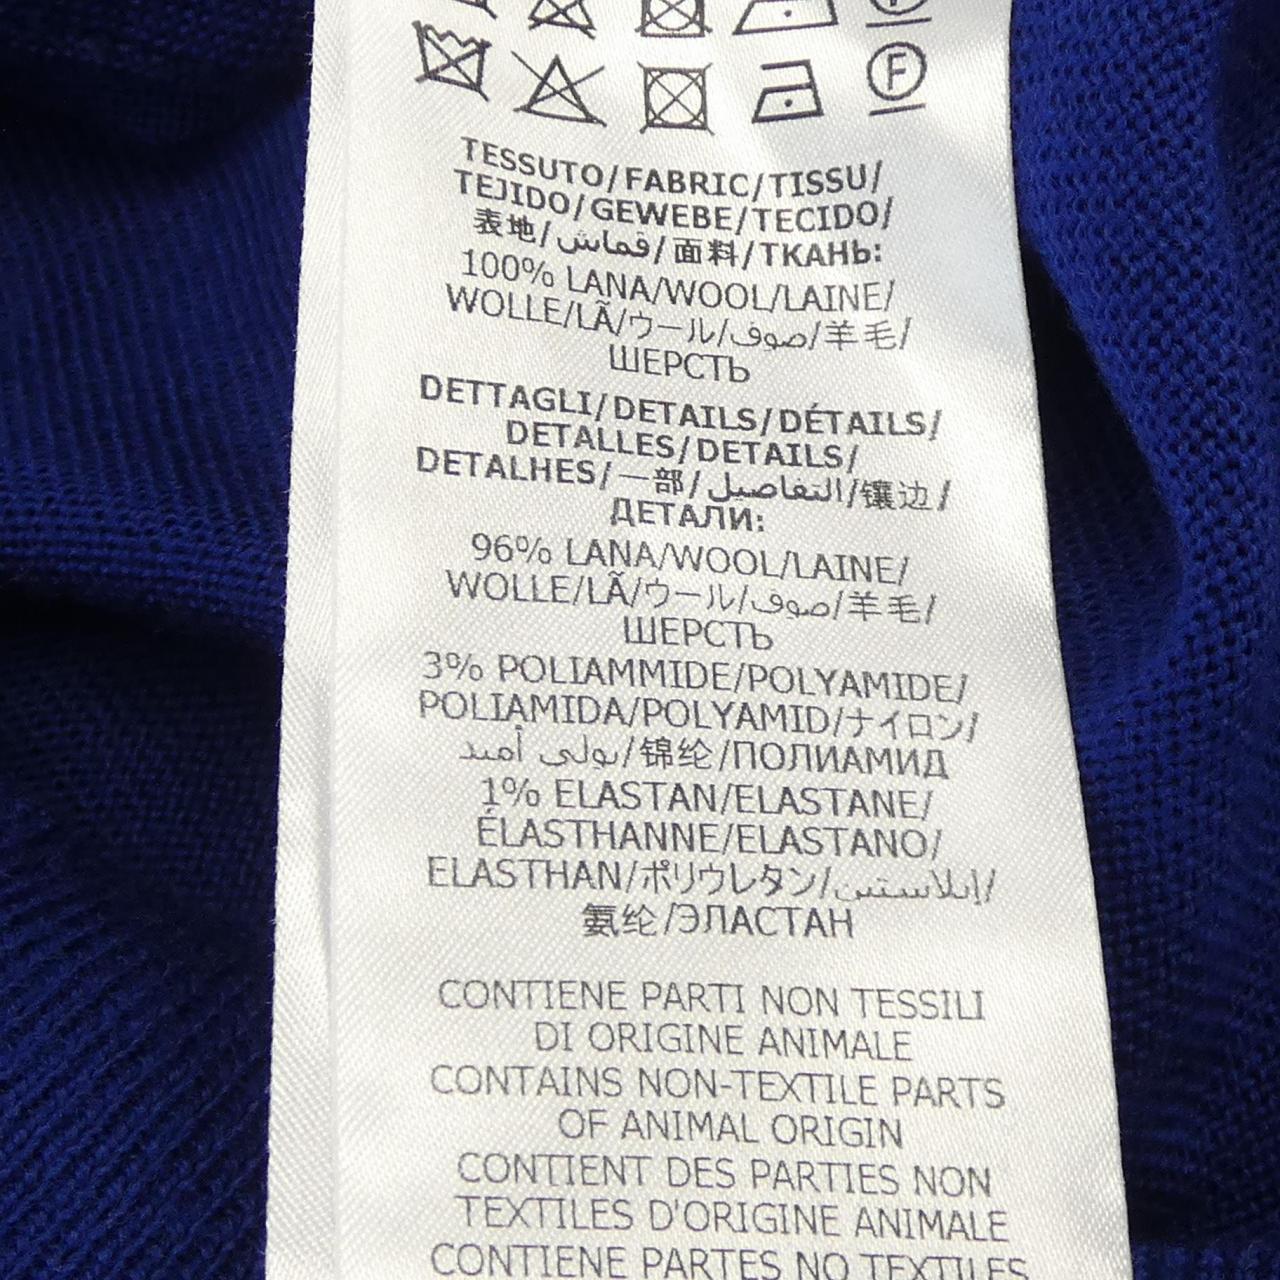 TESSUTO/FABRIC/TISSU/
TEJIDO/GEWEBE/TECIDO/
表地/قماش/面料/ТКАНЬ:
100% LANA/WOOL/LAINE/
WOLLE/LÃ/ウール/صوف/羊毛/
ШЕРСТЬ
DETTAGLI/DETAILS/DÉTAILS/
DETALLES/DETAILS/
DETALHES/一部/التفاصيل/镶边/
ДЕТАЛИ:
96% LANA/WOOL/LAINE/
WOLLE/LÃ/ウール/صوف/羊毛/
ШЕРСТЬ
3% POLIAMMIDE/POLYAMIDE/
POLIAMIDA/POLYAMID/ナイロン/
بولي أميد/锦纶/ПОЛИАМИД
1% ELASTAN/ELASTANE/
ÉLASTHANNE/ELASTANO/
ELASTHAN/ポリウレタン/إيلاستين/
氨纶/ЭЛАСТАН
CONTIENE PARTI NON TESSILI
DI ORIGINE ANIMALE
CONTAINS NON-TEXTILE PARTS
OF ANIMAL ORIGIN
CONTIENT DES PARTIES NON
TEXTILES D'ORIGINE ANIMALE
CONTIENE PARTES NO TEXTILES